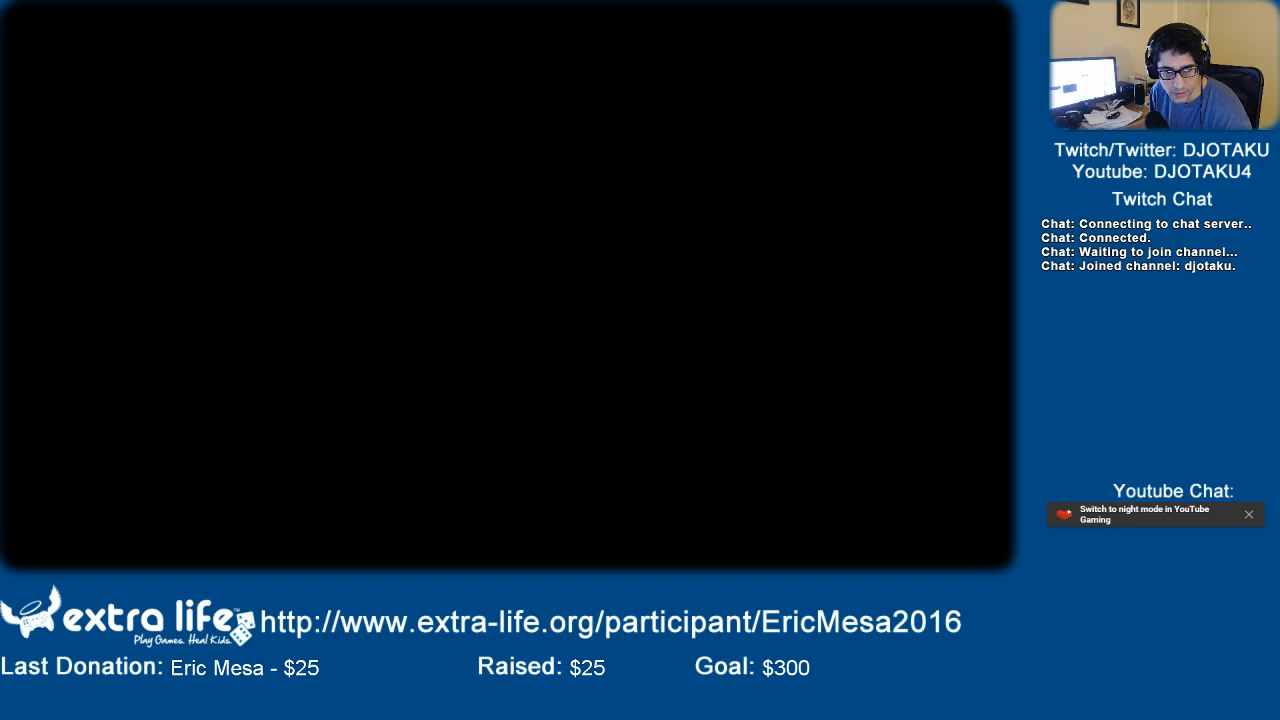 Twitch/Twitter: DJOTAKU
Youtube: DJOTAKU4
Twitch Chat
Chat: Connecting to chat server..
Chat: Connected.
Chat: Waiting to join channel...
Chat: Joined channel: djotaku.
Youtube Chat:
Switch to night mode in YouTube
Gaming
extra life™
Play Games. Heal Kids.
http://www.extra-life.org/participant/EricMesa2016
Last Donation: Eric Mesa - $25 Raised: $25 Goal: $300